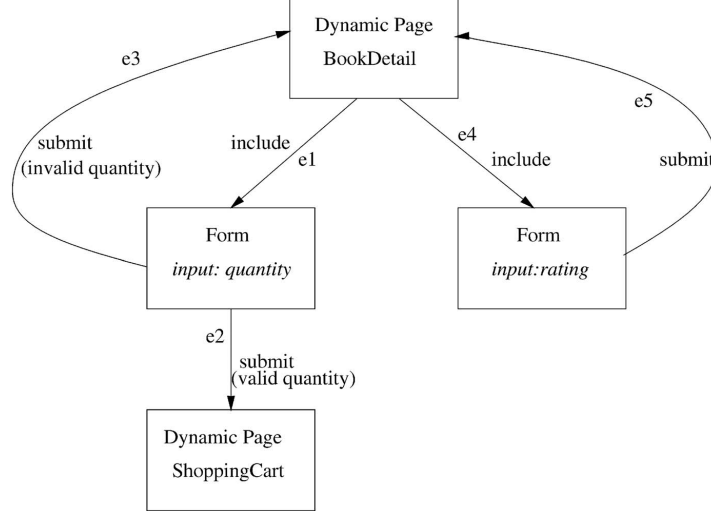 Dynamic Page
BookDetail
e3
e5
submit
(invalid quantity)
include
e1
e4
include
submit
Form
input: quantity
Form
input:rating
e2
submit
(valid quantity)
Dynamic Page
ShoppingCart